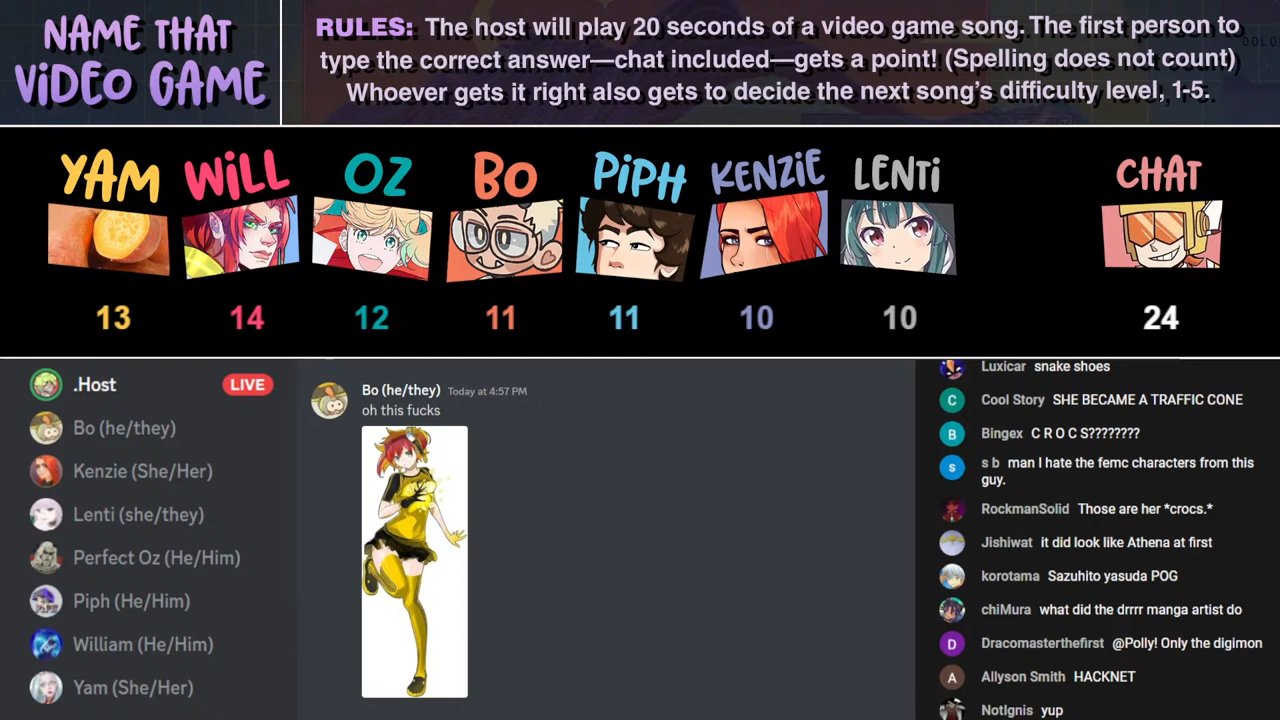 NAME THAT
ViDEO GAME
RULES: The host will play 20 seconds of a video game song. The first person to
type the correct answer—chat included—gets a point! (Spelling does not count)
Whoever gets it right also gets to decide the next song's difficulty level, 1-5.
YAM WiLL OZ BO PiPH KENZiE LENTi CHAT
13 14 12 11 11 10 10 24
.Host LIVE
Bo (he/they)
Kenzie (She/Her)
Lenti (she/they)
Perfect Oz (He/Him)
Piph (He/Him)
William (He/Him)
Yam (She/Her)
Bo (he/they) Today at 4:57 PM
oh this fucks
Luxicar snake shoes
C Cool Story SHE BECAME A TRAFFIC CONE
B Bingex C R O C S????????
s s b man I hate the femc characters from this
guy.
RockmanSolid Those are her *crocs.*
Jishiwat it did look like Athena at first
korotama Sazuhito yasuda POG
chiMura what did the drrrr manga artist do
D Dracomasterthefirst @Polly! Only the digimon
A Allyson Smith HACKNET
NotIgnis yup